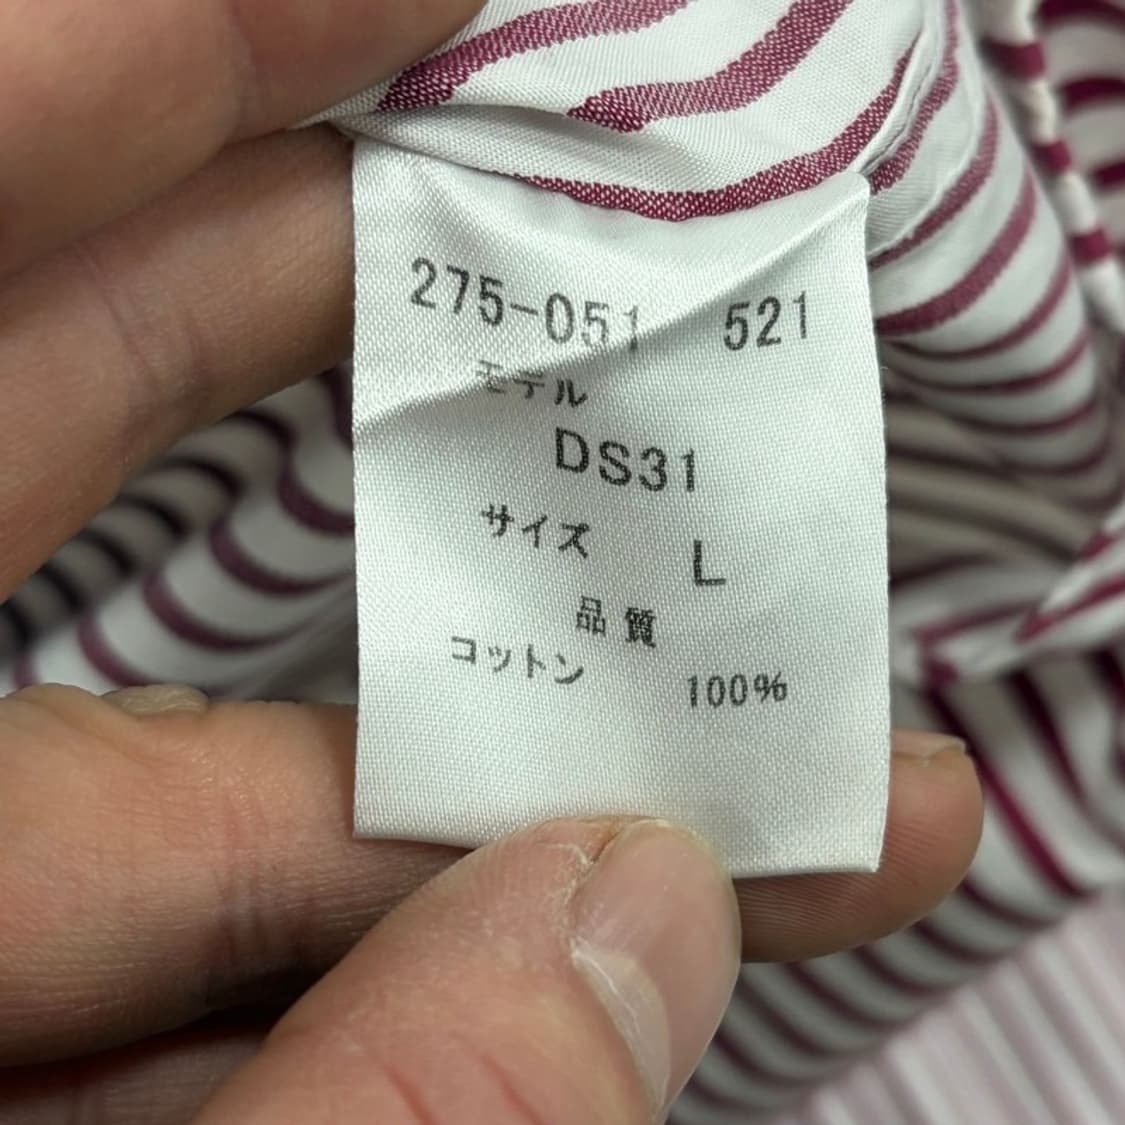 275-051 521
モデル
DS31
サイズ L
品質
コットン 100%